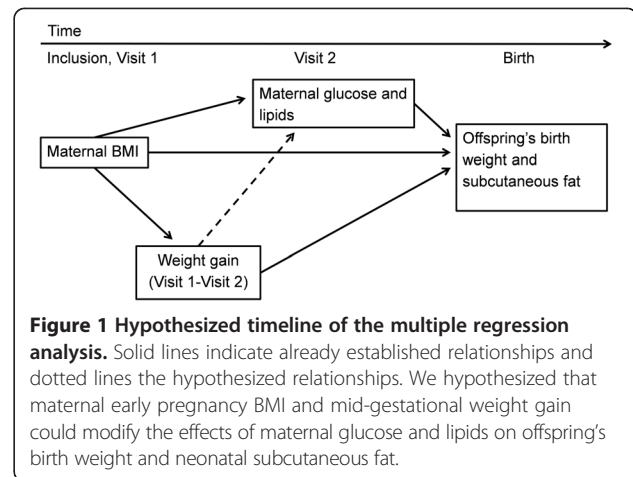 Time
Inclusion, Visit 1 Visit 2 Birth
Maternal glucose and
lipids
Maternal BMI
Offspring's birth
weight and
subcutaneous fat
Weight gain
(Visit 1-Visit 2)
Figure 1 Hypothesized timeline of the multiple regression
analysis. Solid lines indicate already established relationships and
dotted lines the hypothesized relationships. We hypothesized that
maternal early pregnancy BMI and mid-gestational weight gain
could modify the effects of maternal glucose and lipids on offspring's
birth weight and neonatal subcutaneous fat.